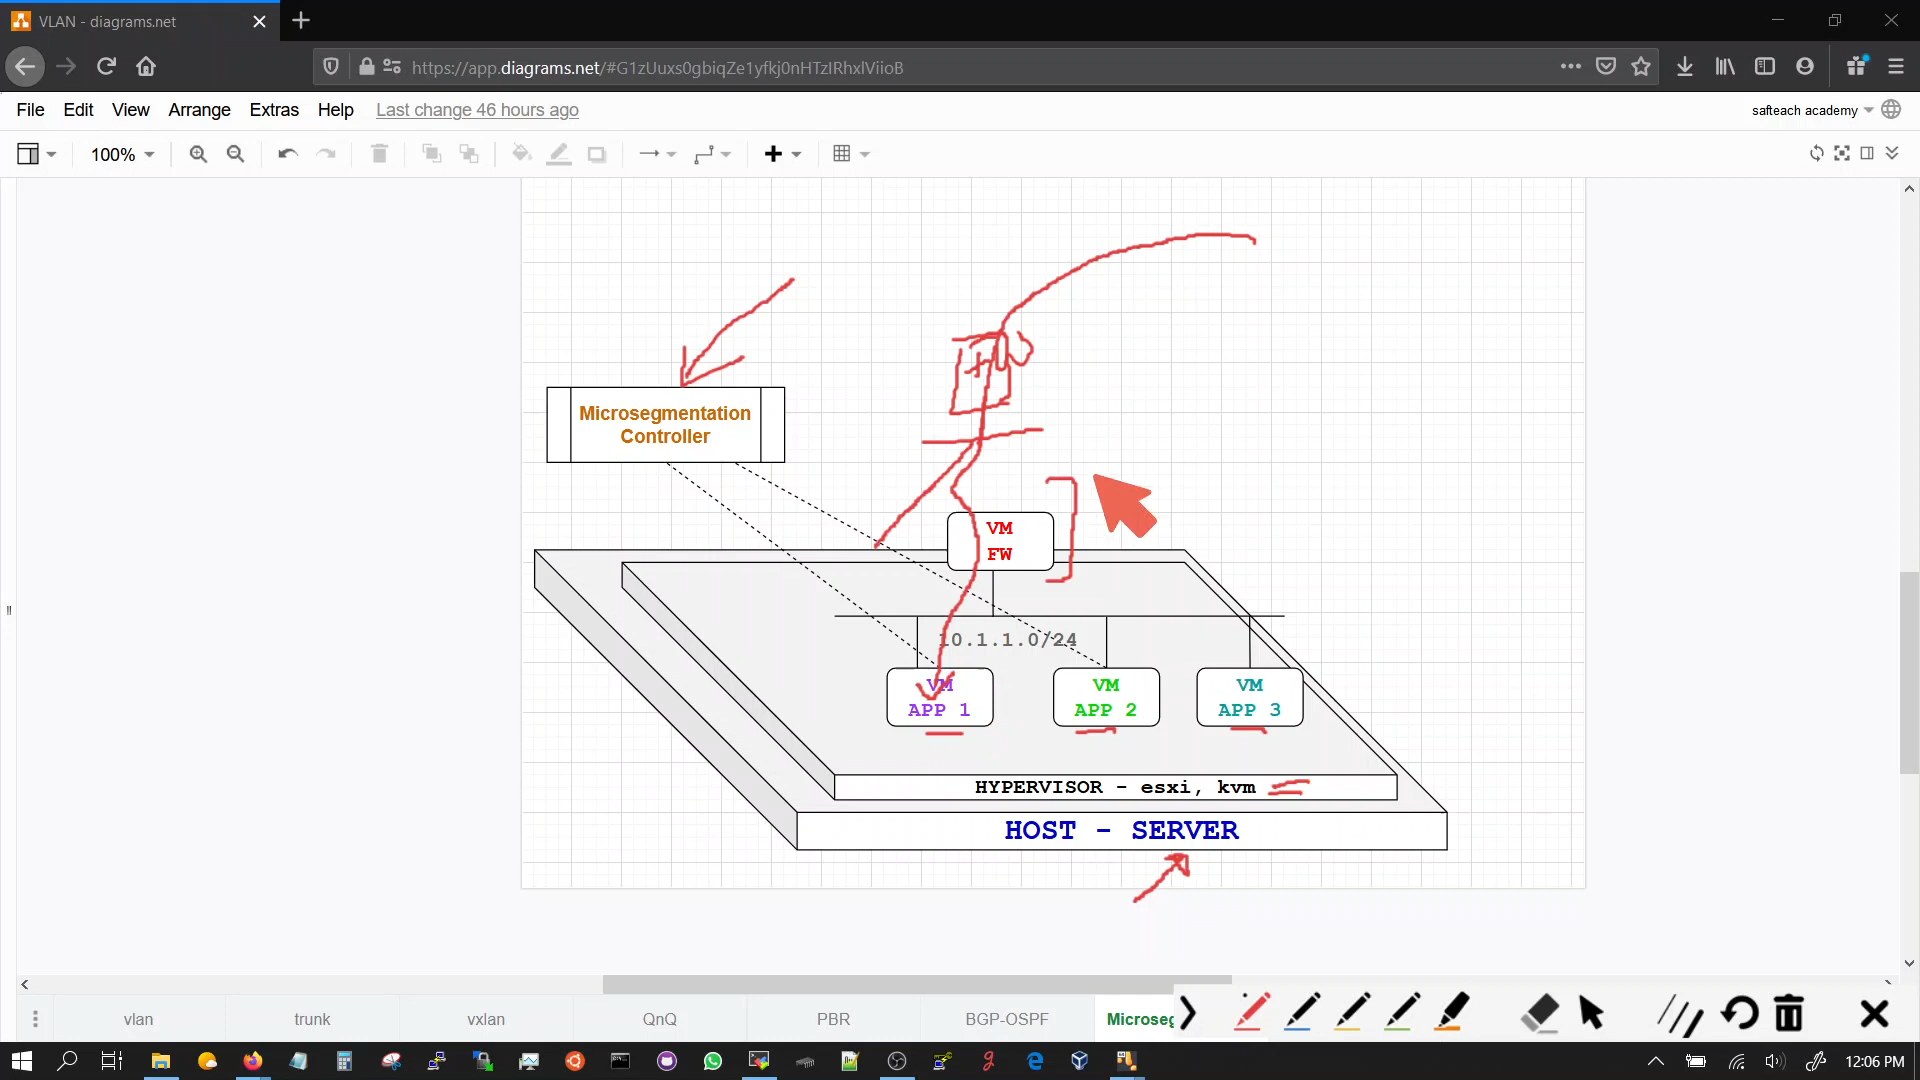 VLAN - diagrams.net
https://app.diagrams.net/#G1zUuxs0gbiqZe1yfkj0nHTzIRhxlViioB
File Edit View Arrange Extras Help Last change 46 hours ago
safteach academy
100%
Microsegmentation
Controller
VM
FW
10.1.1.0/24
VM
APP 1
VM
APP 2
VM
APP 3
HYPERVISOR - esxi, kvm
HOST - SERVER
vlan trunk vxlan QnQ PBR BGP-OSPF Microseg
12:06 PM